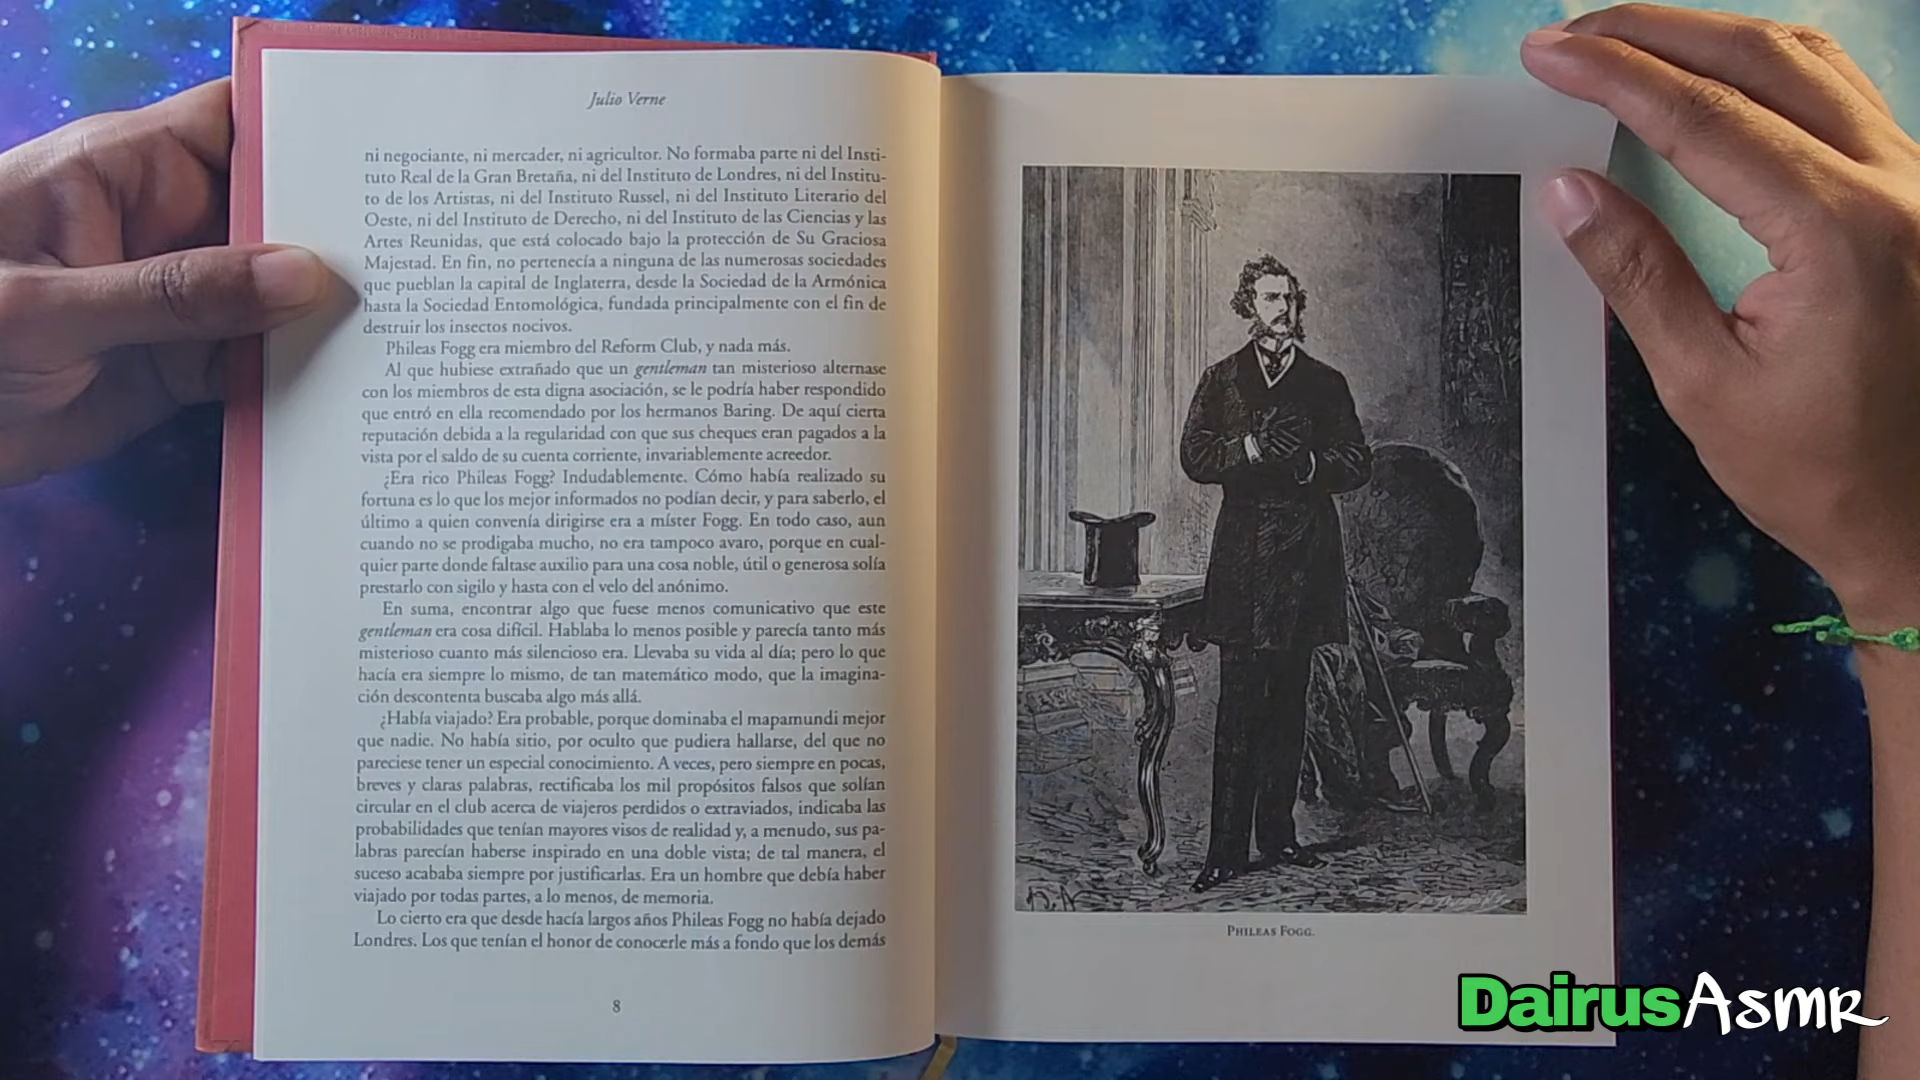 Julio Verne
ni negociante, ni mercader, ni agricultor. No formaba parte ni del Insti-
tuto Real de la Gran Bretaña, ni del Instituto de Londres, ni del Institu-
to de los Artistas, ni del Instituto Russel, ni del Instituto Literario del
Oeste, ni del Instituto de Derecho, ni del Instituto de las Ciencias y las
Artes Reunidas, que está colocado bajo la protección de Su Graciosa
Majestad. En fin, no pertenecía a ninguna de las numerosas sociedades
que pueblan la capital de Inglaterra, desde la Sociedad de la Armónica
hasta la Sociedad Entomológica, fundada principalmente con el fin de
destruir los insectos nocivos.
Phileas Fogg era miembro del Reform Club, y nada más.
Al que hubiese extrañado que un gentleman tan misterioso alternase
con los miembros de esta digna asociación, se le podría haber respondido
que entró en ella recomendado por los hermanos Baring. De aquí cierta
reputación debida a la regularidad con que sus cheques eran pagados a la
vista por el saldo de su cuenta corriente, invariablemente acreedor.
¿Era rico Phileas Fogg? Indudablemente. Cómo había realizado su
fortuna es lo que los mejor informados no podían decir, y para saberlo, el
último a quien convenía dirigirse era a míster Fogg. En todo caso, aun
cuando no se prodigaba mucho, no era tampoco avaro, porque en cual-
quier parte donde faltase auxilio para una cosa noble, útil o generosa solía
prestarlo con sigilo y hasta con el velo del anónimo.
En suma, encontrar algo que fuese menos comunicativo que este
gentleman era cosa difícil. Hablaba lo menos posible y parecía tanto más
misterioso cuanto más silencioso era. Llevaba su vida al día; pero lo que
hacía era siempre lo mismo, de tan matemático modo, que la imagina-
ción descontenta buscaba algo más allá.
¿Había viajado? Era probable, porque dominaba el mapamundi mejor
que nadie. No había sitio, por oculto que pudiera hallarse, del que no
pareciese tener un especial conocimiento. A veces, pero siempre en pocas,
breves y claras palabras, rectificaba los mil propósitos falsos que solían
circular en el club acerca de viajeros perdidos o extraviados, indicaba las
probabilidades que tenían mayores visos de realidad y, a menudo, sus pa-
labras parecían haberse inspirado en una doble vista; de tal manera, el
suceso acababa siempre por justificarlas. Era un hombre que debía haber
viajado por todas partes, a lo menos, de memoria.
Lo cierto era que desde hacía largos años Phileas Fogg no había dejado
Londres. Los que tenían el honor de conocerle más a fondo que los demás
8
PHILEAS FOGG.
DairusAsmr